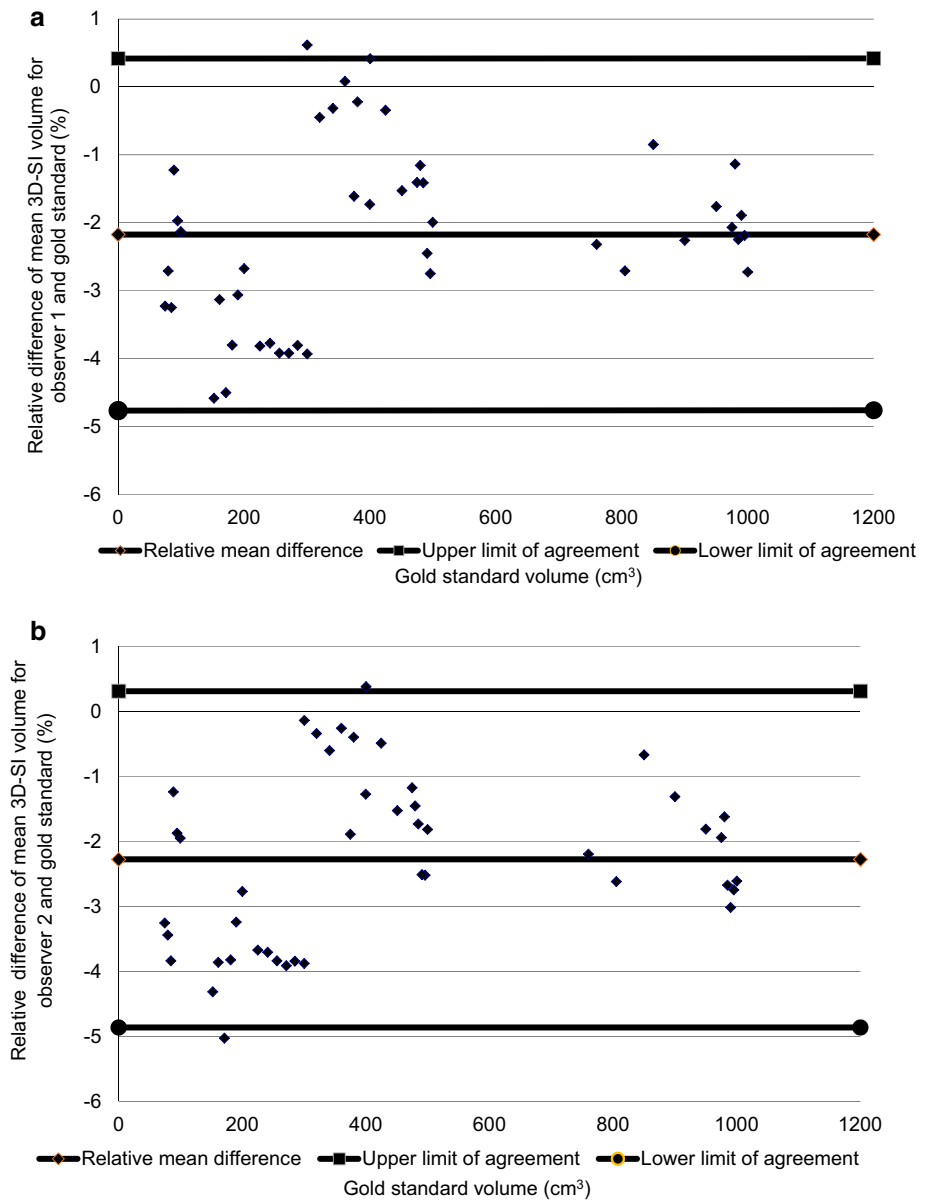 a
Relative difference of mean 3D-SI volume for
observer 1 and gold standard (%)
1
0
-1
-2
-3
-4
-5
-6
0 200 400 600 800 1000 1200
Relative mean difference Upper limit of agreement Lower limit of agreement
Gold standard volume (cm³)
b
Relative difference of mean 3D-SI volume for
observer 2 and gold standard (%)
1
0
-1
-2
-3
-4
-5
-6
0 200 400 600 800 1000 1200
Relative mean difference Upper limit of agreement Lower limit of agreement
Gold standard volume (cm³)